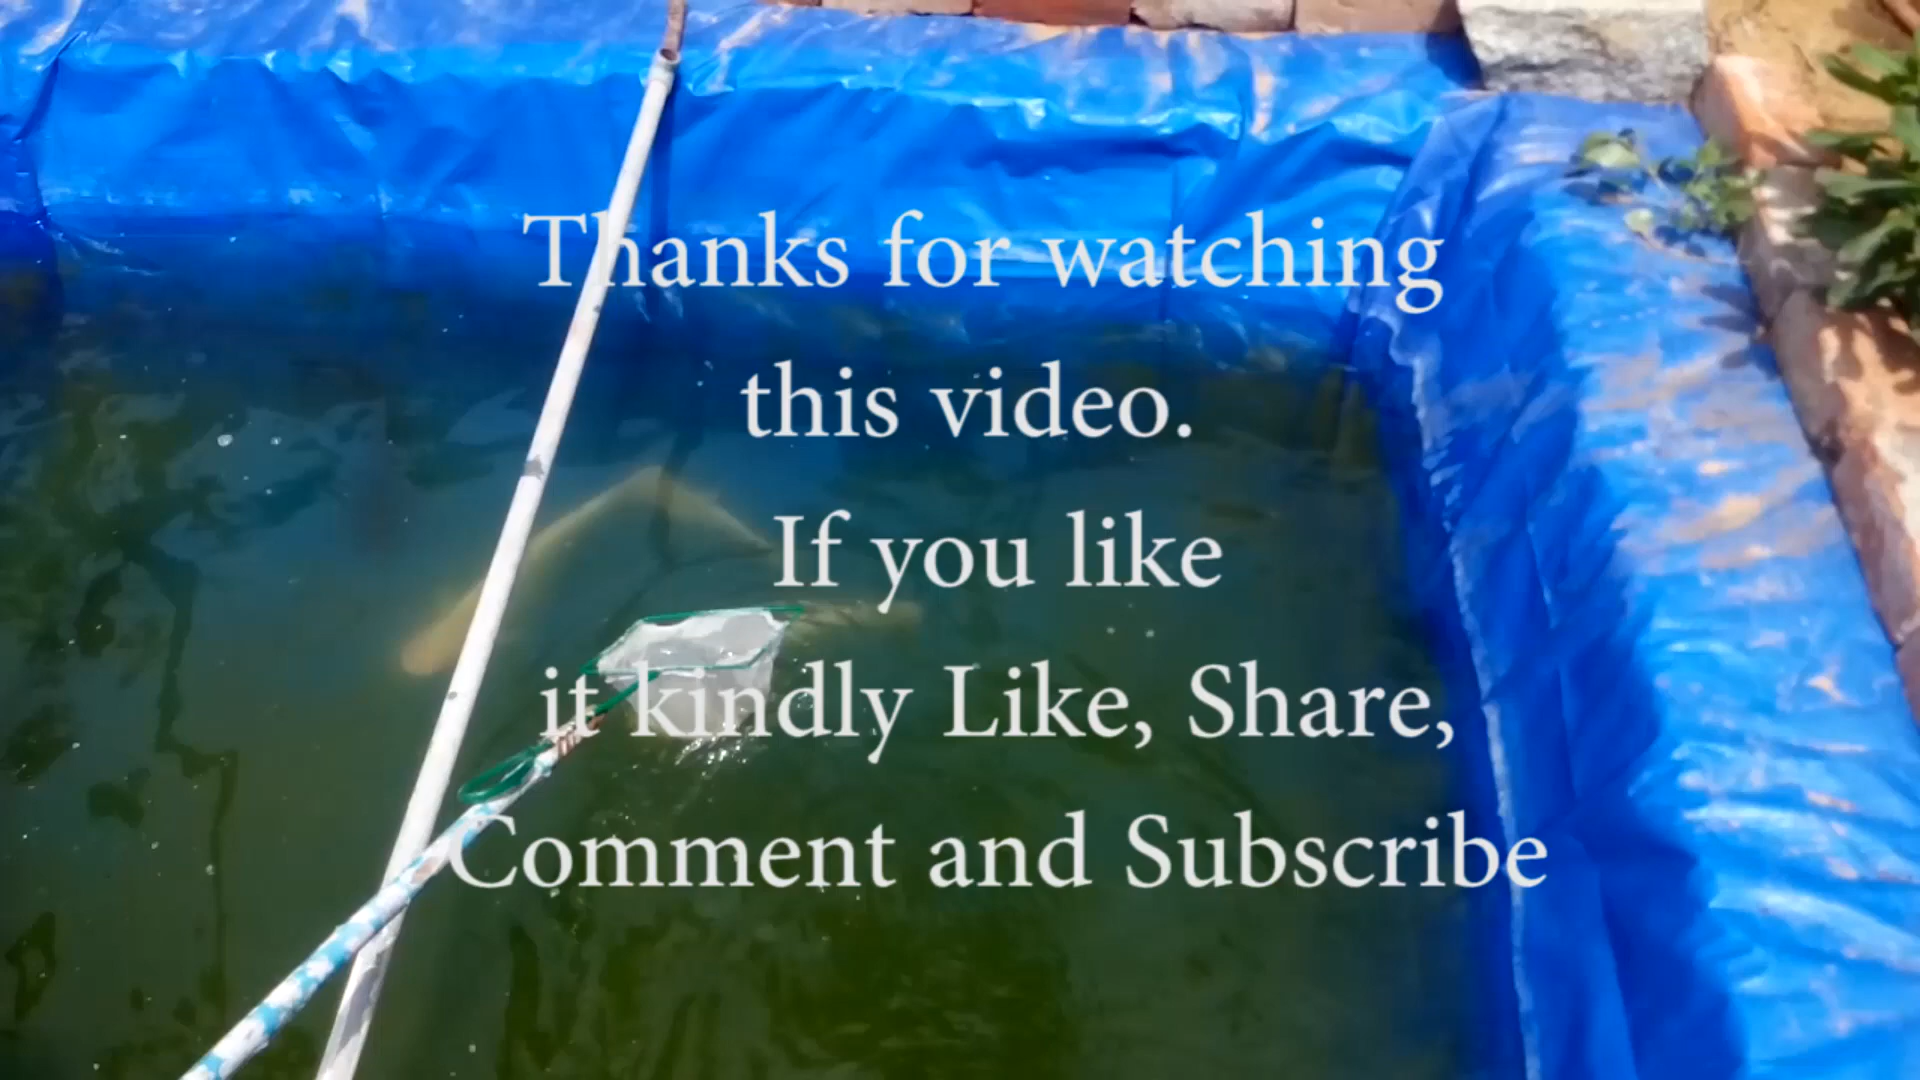 Thanks for watching
this video.
If you like
it kindly Like, Share,
Comment and Subscribe